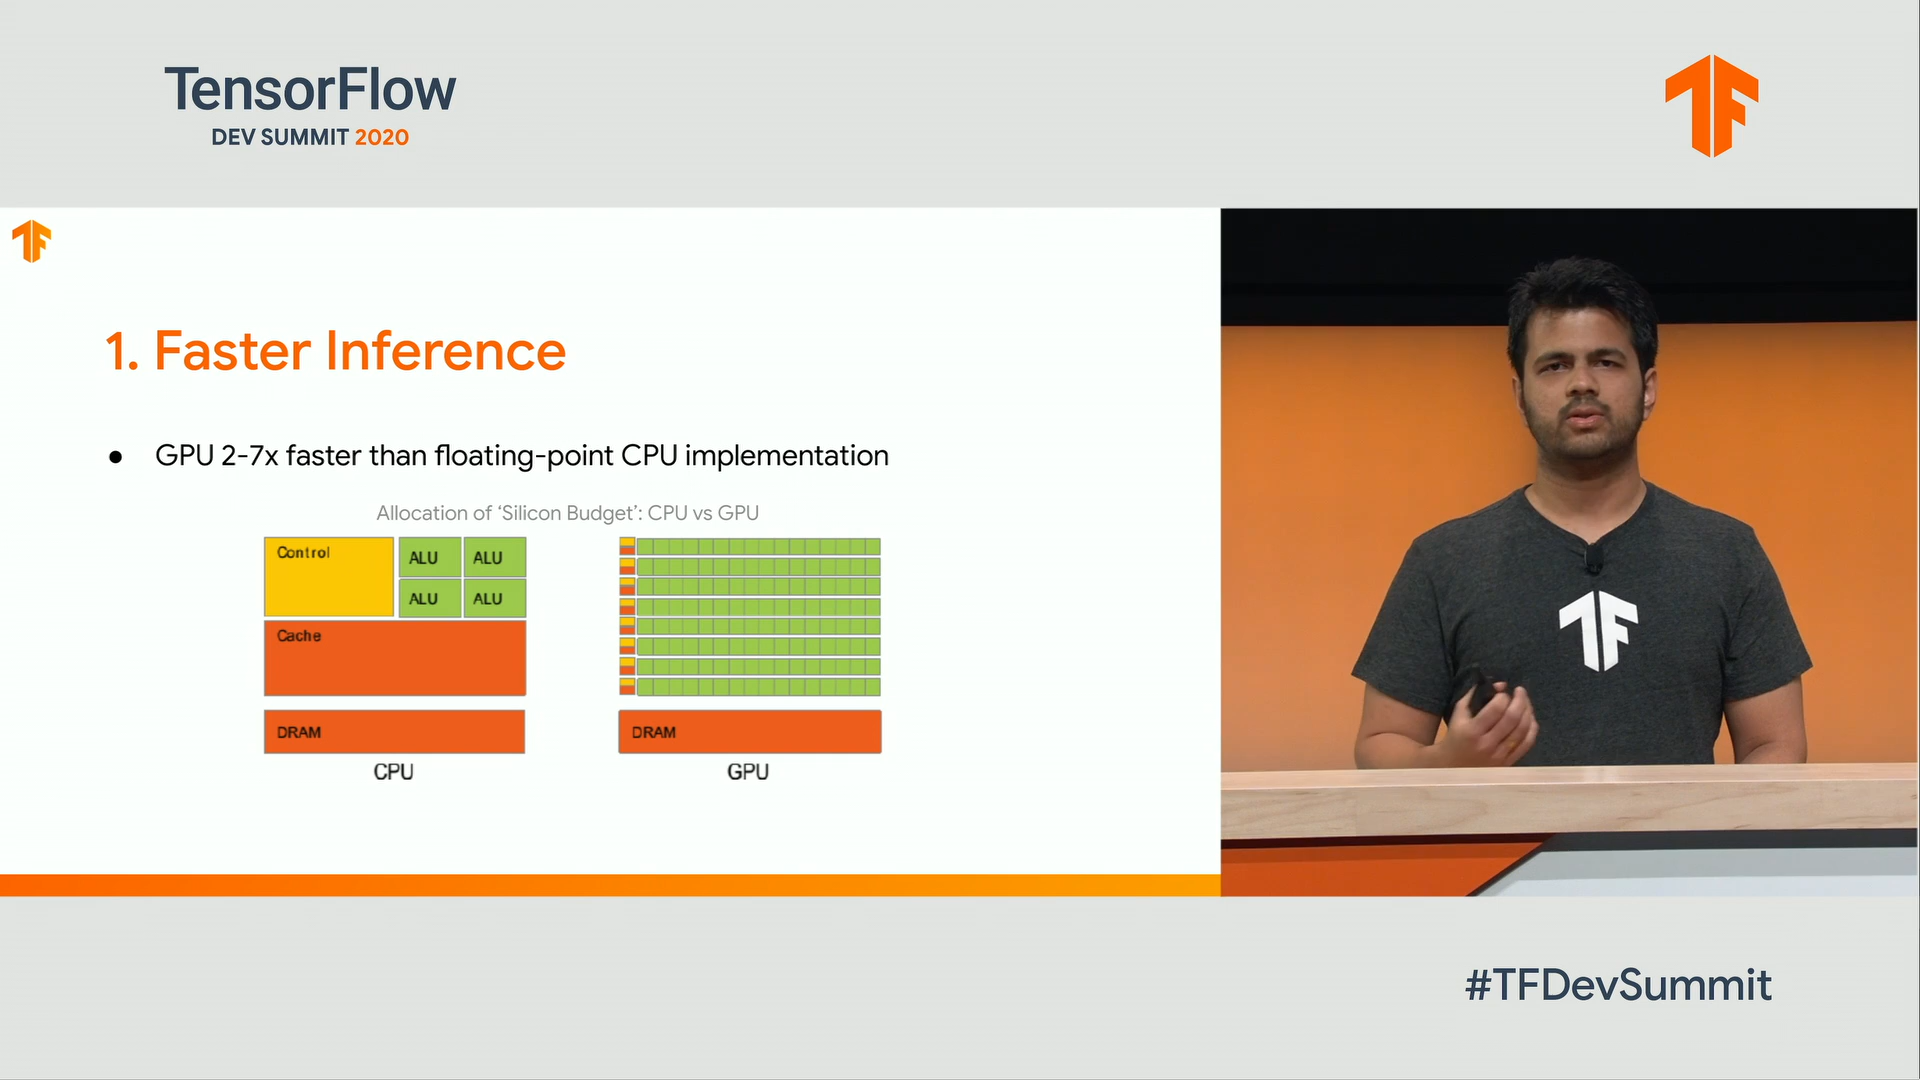 TensorFlow
DEV SUMMIT 2020
1. Faster Inference
● GPU 2-7x faster than floating-point CPU implementation
Allocation of ‘Silicon Budget’: CPU vs GPU
Control
ALU ALU
ALU ALU
Cache
DRAM
CPU
DRAM
GPU
TF
#TFDevSummit